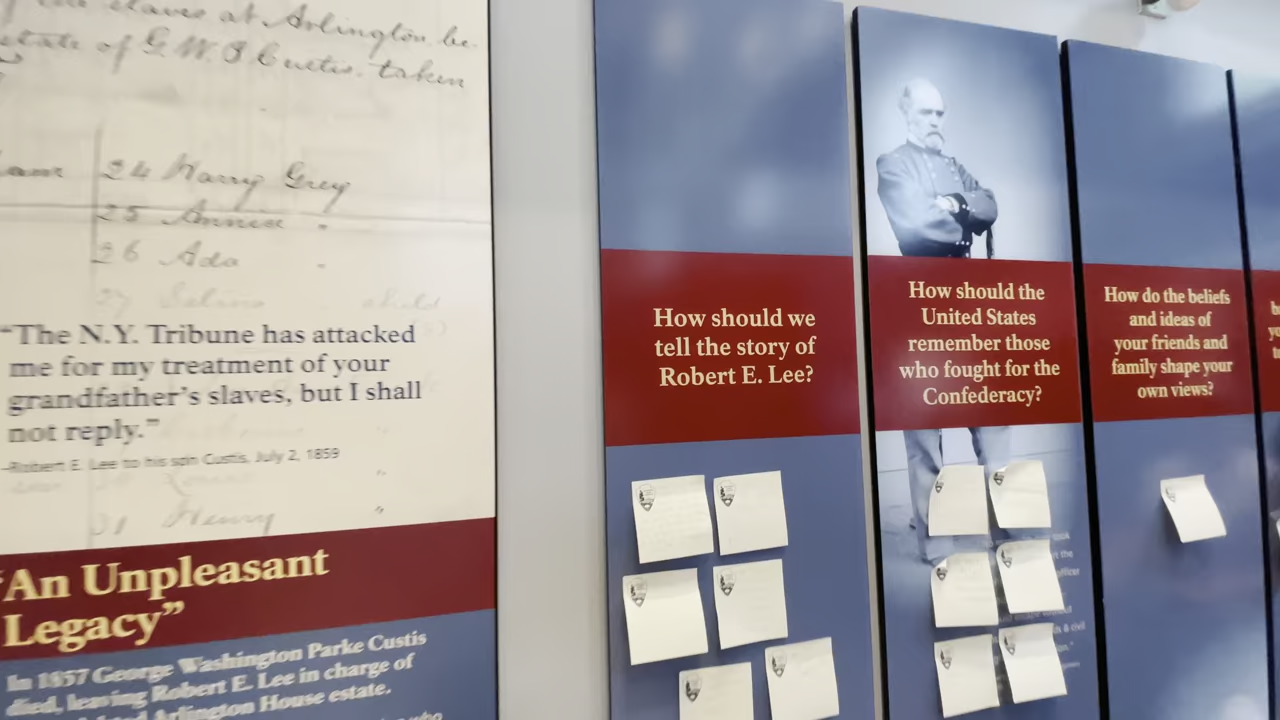 slaves at Arlington be-
state of G.W.P. Custis. taken
24 Harry Grey
25 Annice "
26 Ada "
27 Salina child
"The N.Y. Tribune has attacked
me for my treatment of your
grandfather's slaves, but I shall
not reply."
-Robert E. Lee to his son Custis, July 2, 1859
31 Henry "
"An Unpleasant
Legacy"
In 1857 George Washington Parke Custis
died, leaving Robert E. Lee in charge of
Arlington House estate.
who
How should we
tell the story of
Robert E. Lee?
How should the
United States
remember those
who fought for the
Confederacy?
How do the beliefs
and ideas of
your friends and
family shape your
own views?